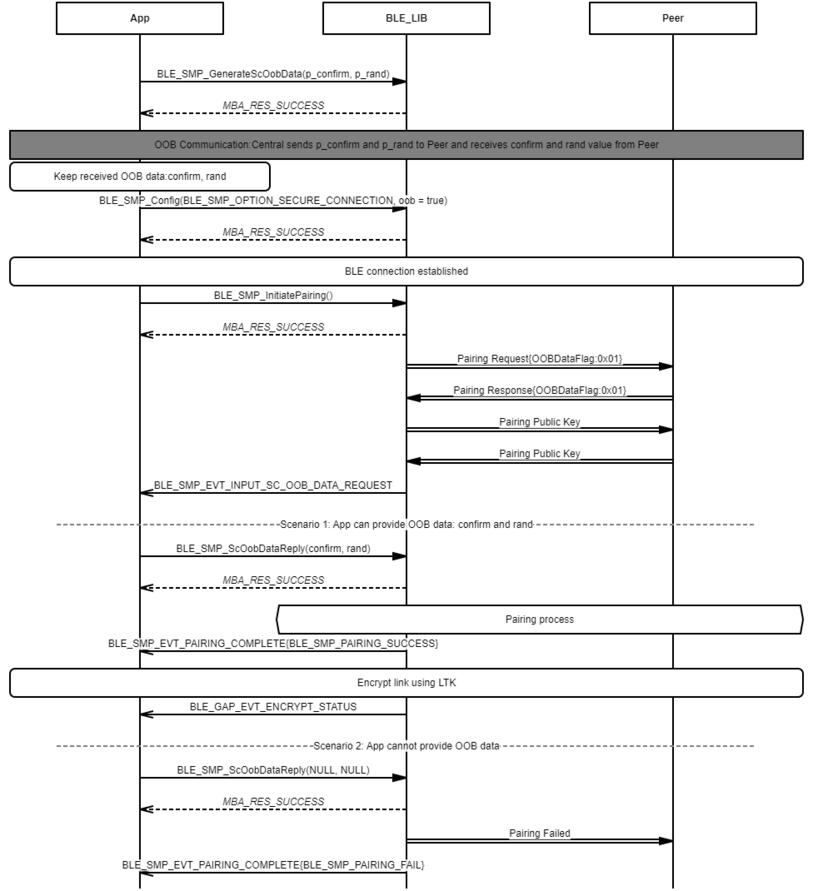 App
BLE_LIB
Peer
BLE_SMP_GenerateScOobData(p_confirm, p_rand)
MBA_RES_SUCCESS
OOB Communication:Central sends p_confirm and p_rand to Peer and receives confirm and rand value from Peer
Keep received OOB data:confirm, rand
BLE_SMP_Config(BLE_SMP_OPTION_SECURE_CONNECTION, oob = true)
MBA_RES_SUCCESS
BLE connection established
BLE_SMP_InitiatePairing()
MBA_RES_SUCCESS
Pairing Request{OOBDataFlag:0x01}
Pairing Response{OOBDataFlag:0x01}
Pairing Public Key
Pairing Public Key
BLE_SMP_EVT_INPUT_SC_OOB_DATA_REQUEST
Scenario 1: App can provide OOB data: confirm and rand
BLE_SMP_ScOobDataReply(confirm, rand)
MBA_RES_SUCCESS
Pairing process
BLE_SMP_EVT_PAIRING_COMPLETE{BLE_SMP_PAIRING_SUCCESS}
Encrypt link using LTK
BLE_GAP_EVT_ENCRYPT_STATUS
Scenario 2: App cannot provide OOB data
BLE_SMP_ScOobDataReply(NULL, NULL)
MBA_RES_SUCCESS
Pairing Failed
BLE_SMP_EVT_PAIRING_COMPLETE{BLE_SMP_PAIRING_FAIL}